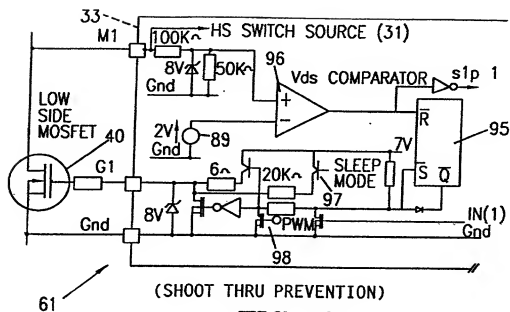 33
M1
HS SWITCH SOURCE (31)
100K
96
8V
50K
Vds COMPARATOR
s1p 1
Gnd
+
-
R
95
LOW
SIDE
MOSFET
2V
89
Gnd
7V
40
G1
6
20K
SLEEP
MODE
S Q
97
8V
IN(1)
Gnd
PWM
Gnd
98
61
(SHOOT THRU PREVENTION)